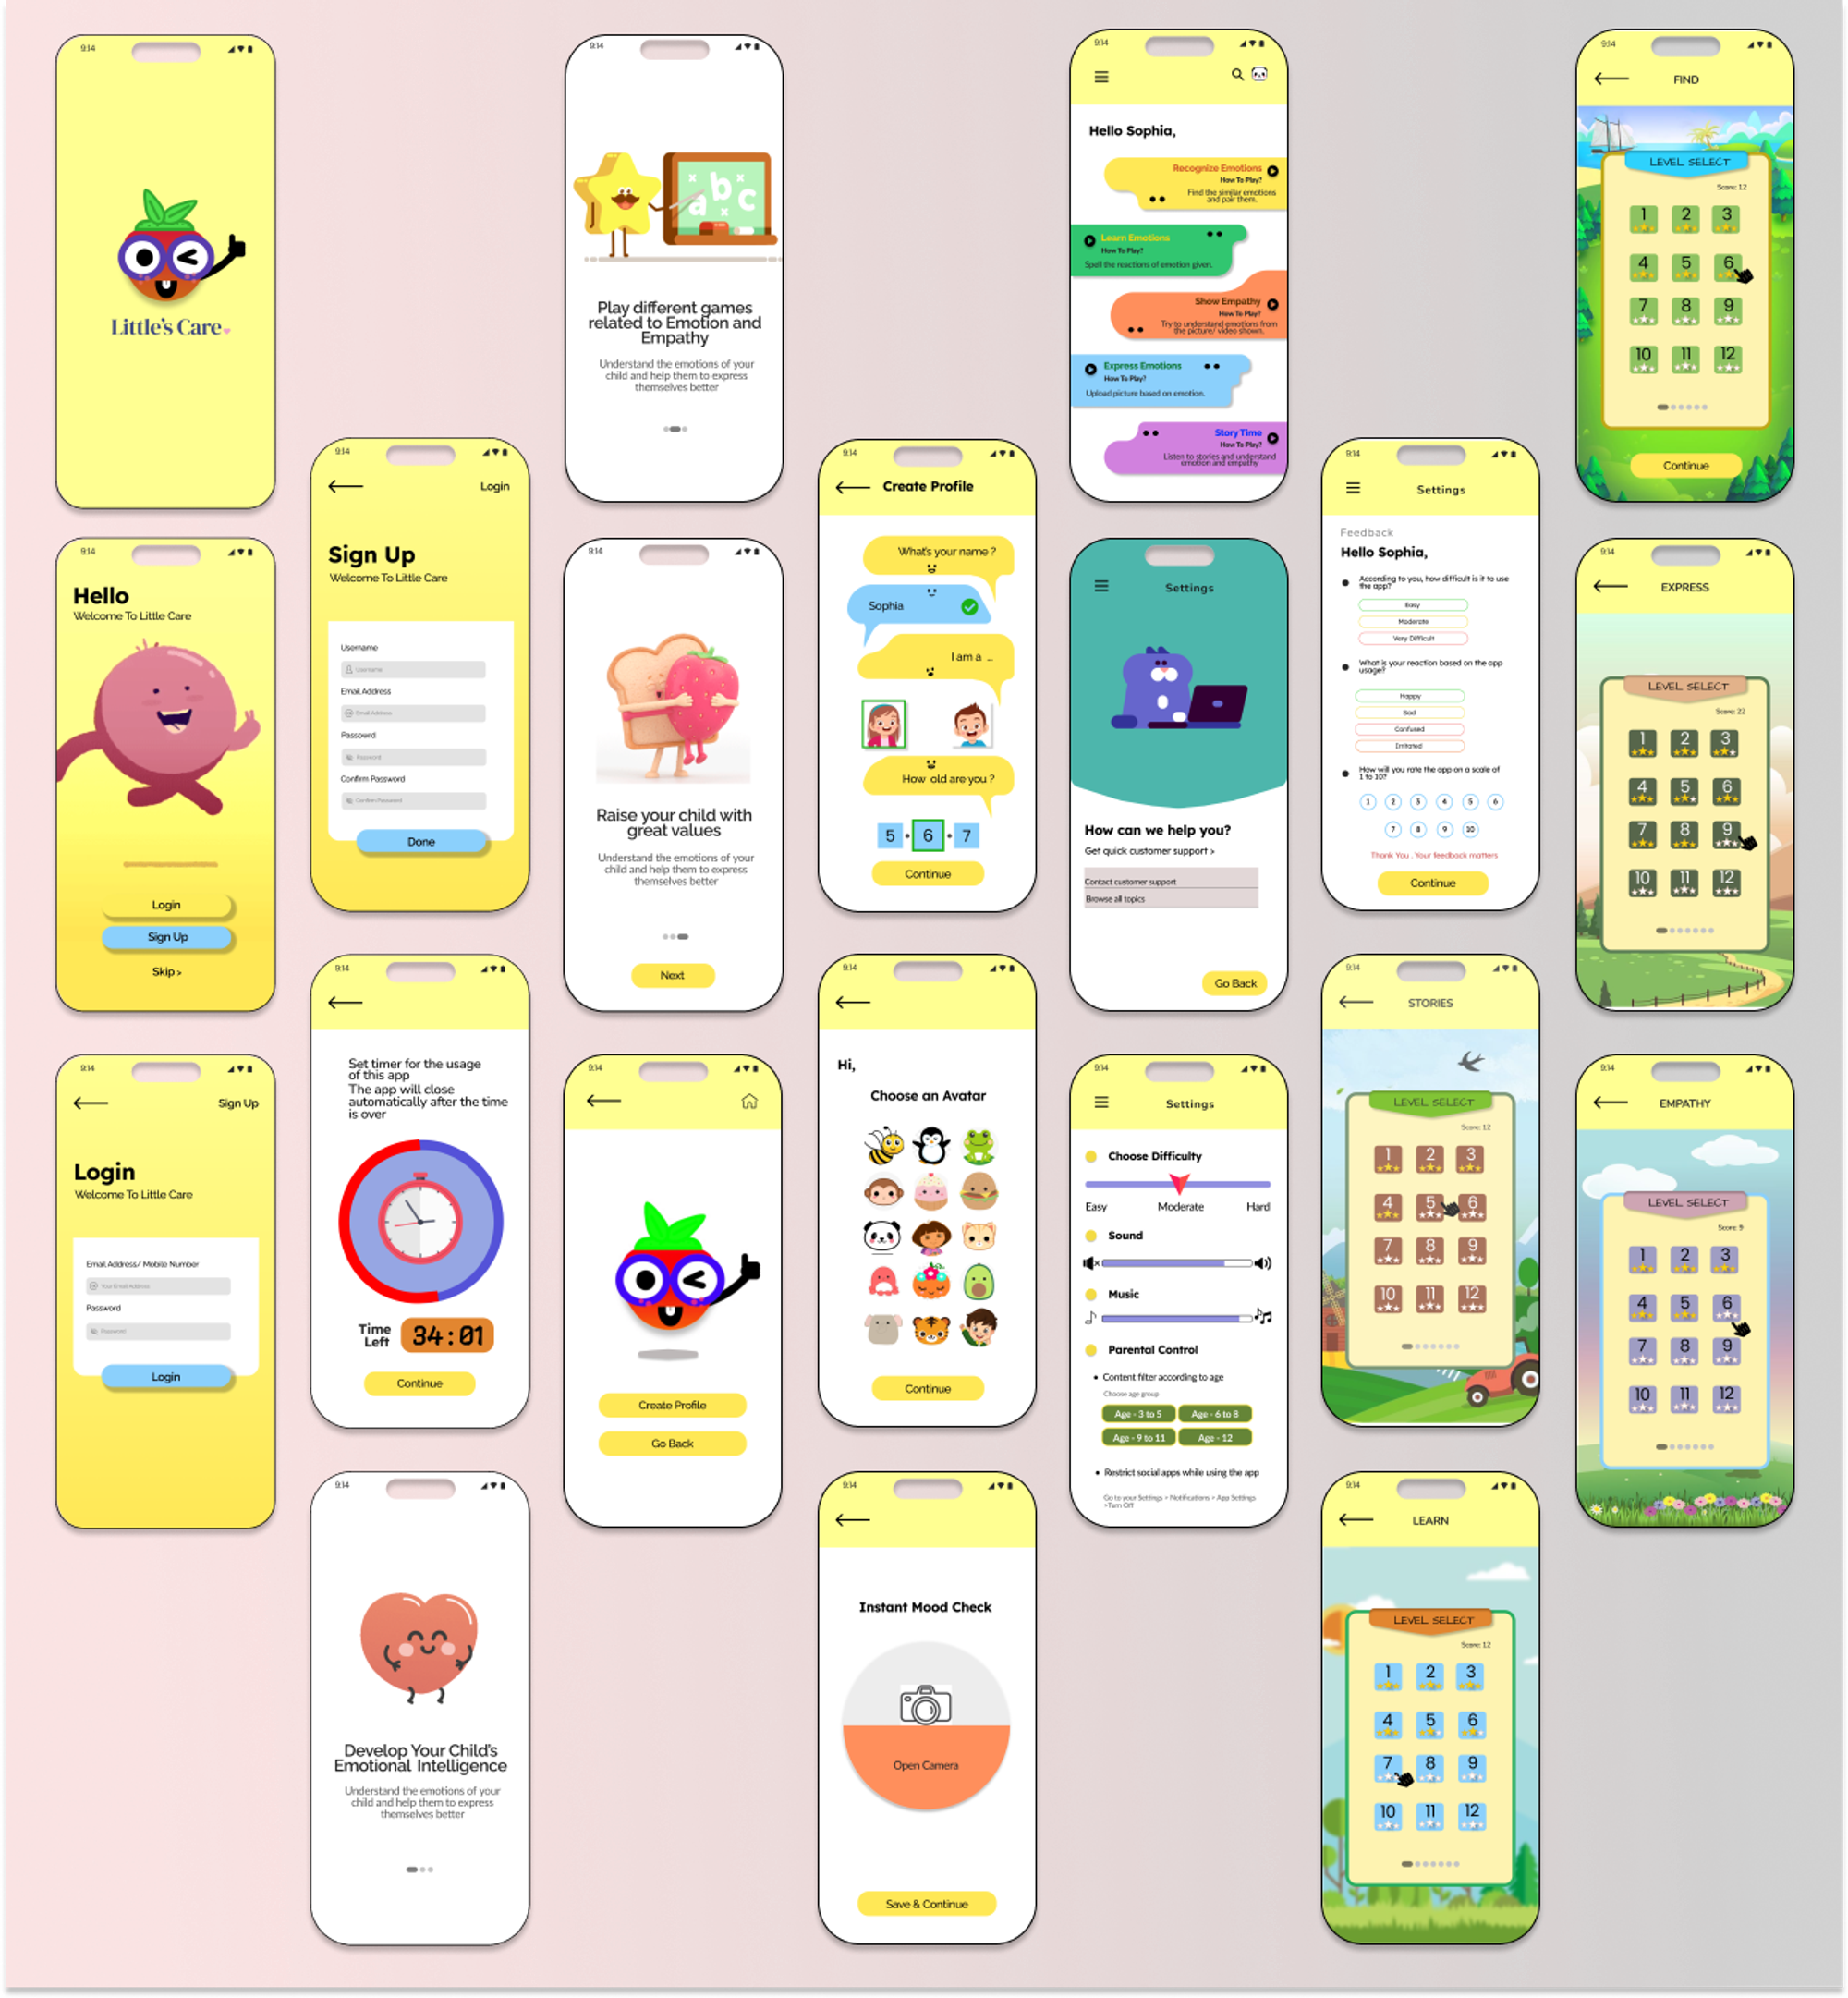 9:14
Little's Care
9:14
Hello
Welcome To Little Care
Login
Sign Up
Skip >
9:14
Sign Up
Login
Welcome To Little Care
Email Address/ Mobile Number
Your Email Address
Password
Password
Login
9:14
Login
Sign Up
Welcome To Little Care
Username
Username
Email Address
Email Address
Passowrd
Password
Confirm Password
Confirm Password
Done
9:14
Set timer for the usage
of this app
The app will close
automatically after the time
is over
Time
Left
34:01
Continue
9:14
Develop Your Child's
Emotional Intelligence
Understand the emotions of your
child and help them to express
themselves better
9:14
a b c
Play different games
related to Emotion and
Empathy
Understand the emotions of your
child and help them to express
themselves better
9:14
Raise your child with
great values
Understand the emotions of your
child and help them to express
themselves better
Next
9:14
Create Profile
Go Back
9:14
Create Profile
What's your name ?
Sophia
I am a ...
How old are you ?
5 6 7
Continue
9:14
Hi,
Choose an Avatar
Continue
9:14
Instant Mood Check
Open Camera
Save & Continue
9:14
Hello Sophia,
Recognize Emotions
How To Play?
Find the similar emotions
and pair them.
Learn Emotions
How To Play?
Spell the reactions of emotion given.
Show Empathy
How To Play?
Try to understand emotions from
the picture/ video shown.
Express Emotions
How To Play?
Upload picture based on emotion.
Story Time
How To Play?
Listen to stories and understand
emotion and empathy
Settings
How can we help you?
Get quick customer support >
Contact customer support
Browse all topics
Go Back
9:14
Settings
Choose Difficulty
Easy Moderate Hard
Sound
Music
Parental Control
Content filter according to age
Choose age group
Age - 3 to 5 Age - 6 to 8
Age - 9 to 11 Age - 12
Restrict social apps while using the app
Go to your Settings > Notifications > App Settings
>Turn Off
9:14
Settings
Feedback
Hello Sophia,
According to you, how difficult is it to use
the app?
Easy
Moderate
Very Difficult
What is your reaction based on the app
usage?
Happy
Sad
Confused
Irritated
How will you rate the app on a scale of
1 to 10?
1 2 3 4 5 6
7 8 9 10
Thank You . Your feedback matters
Continue
9:14
STORIES
LEVEL SELECT
Score: 12
1 2 3
4 5 6
7 8 9
10 11 12
9:14
LEARN
LEVEL SELECT
Score: 12
1 2 3
4 5 6
7 8 9
10 11 12
9:14
FIND
LEVEL SELECT
Score: 12
1 2 3
4 5 6
7 8 9
10 11 12
Continue
9:14
EXPRESS
LEVEL SELECT
Score: 22
1 2 3
4 5 6
7 8 9
10 11 12
9:14
EMPATHY
LEVEL SELECT
Score: 9
1 2 3
4 5 6
7 8 9
10 11 12